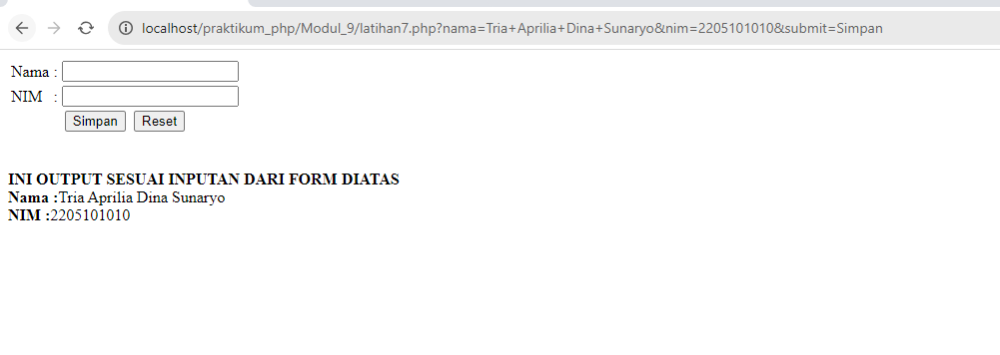 localhost/praktikum_php/Modul_9/latihan7.php?nama=Tria+Aprilia+Dina+Sunaryo&nim=2205101010&submit=Simpan
Nama :
NIM :
Simpan Reset
INI OUTPUT SESUAI INPUTAN DARI FORM DIATAS
Nama :Tria Aprilia Dina Sunaryo
NIM :2205101010